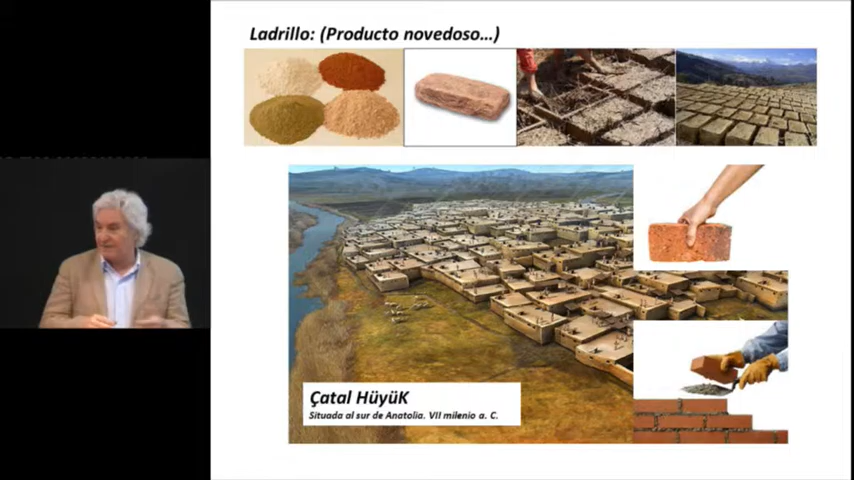 Ladrillo: (Producto novedoso…)
Çatal HüyüK
Situada al sur de Anatolia. VII milenio a. C.